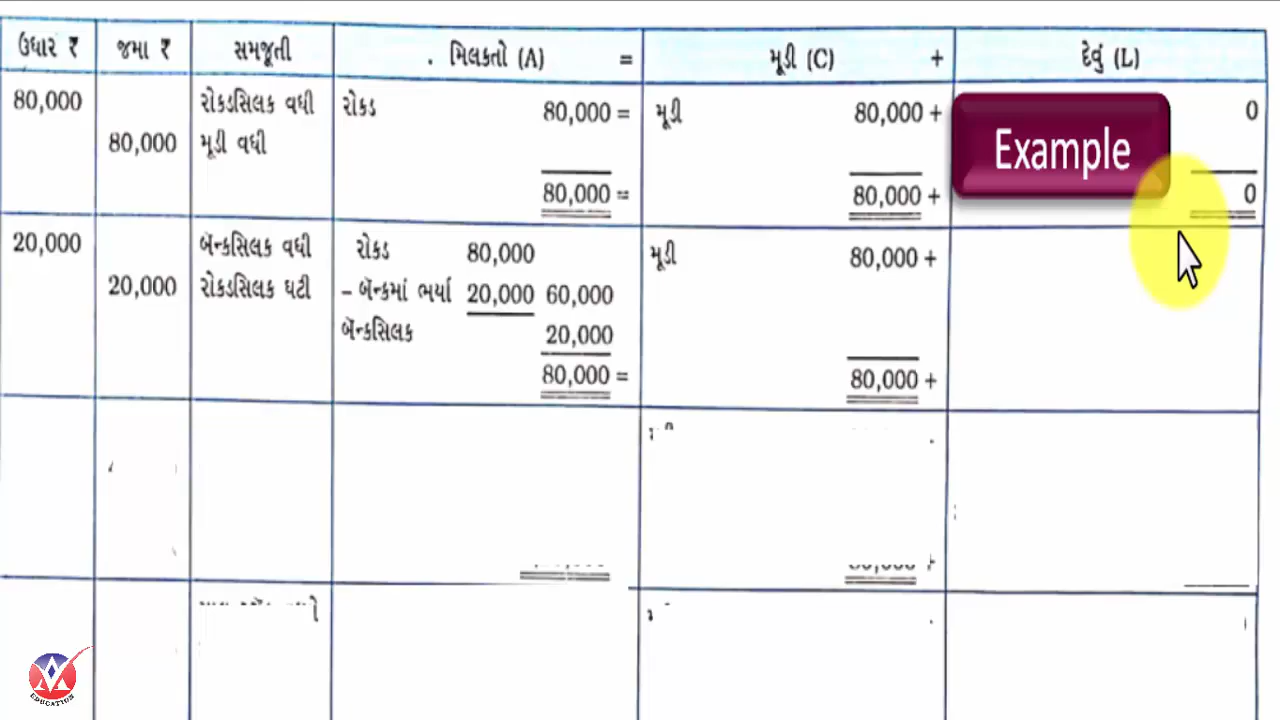 ઉધાર ₹ જમા ₹ સમજૂતી . મિલકતો (A) = મૂડી (C) + દેવું (L)
80,000 રોકડસિલક વધી રોકડ 80,000 = મૂડી 80,000 + 0
80,000 મૂડી વધી
Example
80,000 = 80,000 + 0
20,000 બૅન્કસિલક વધી રોકડ 80,000 મૂડી 80,000 +
20,000 રોકડસિલક ઘટી – બૅન્કમાં ભર્યા 20,000 60,000
બૅન્કસિલક 20,000
80,000 = 80,000 +
EDUCATION